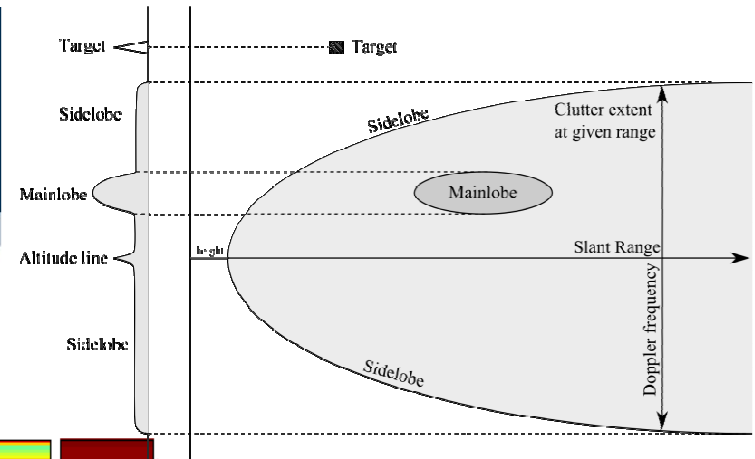 Target
Target
Sidelobe
Sidelobe
Clutter extent
at given range
Mainlobe
Mainlobe
height
Slant Range
Altitude line
Doppler frequency
Sidelobe
Sidelobe